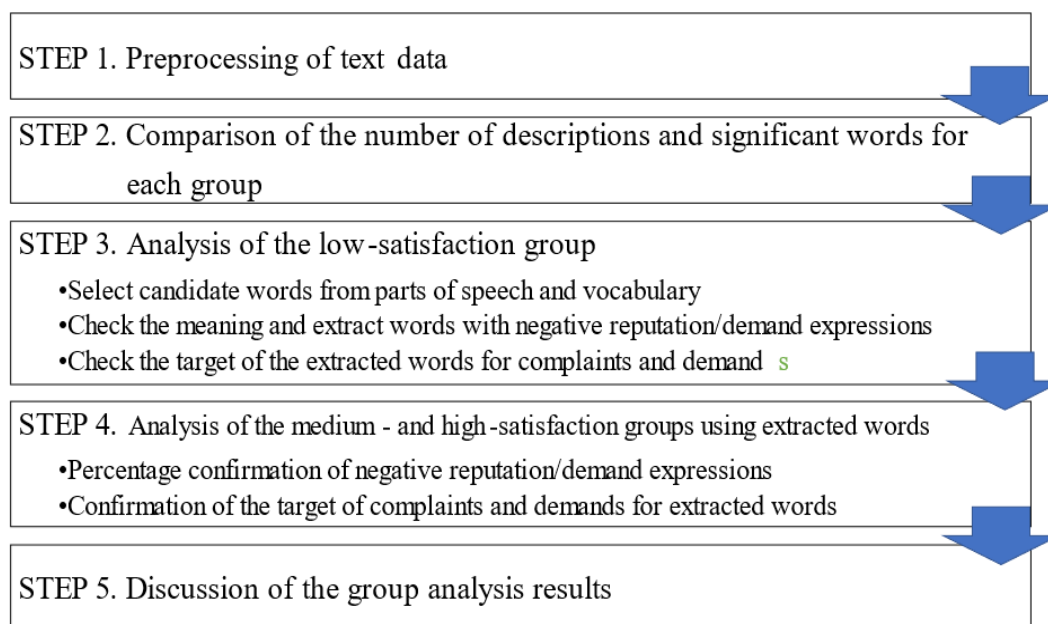 STEP 1. Preprocessing of text data
STEP 2. Comparison of the number of descriptions and significant words for
each group
STEP 3. Analysis of the low-satisfaction group
•Select candidate words from parts of speech and vocabulary
•Check the meaning and extract words with negative reputation/demand expressions
•Check the target of the extracted words for complaints and demand s
STEP 4. Analysis of the medium - and high-satisfaction groups using extracted words
•Percentage confirmation of negative reputation/demand expressions
•Confirmation of the target of complaints and demands for extracted words
STEP 5. Discussion of the group analysis results